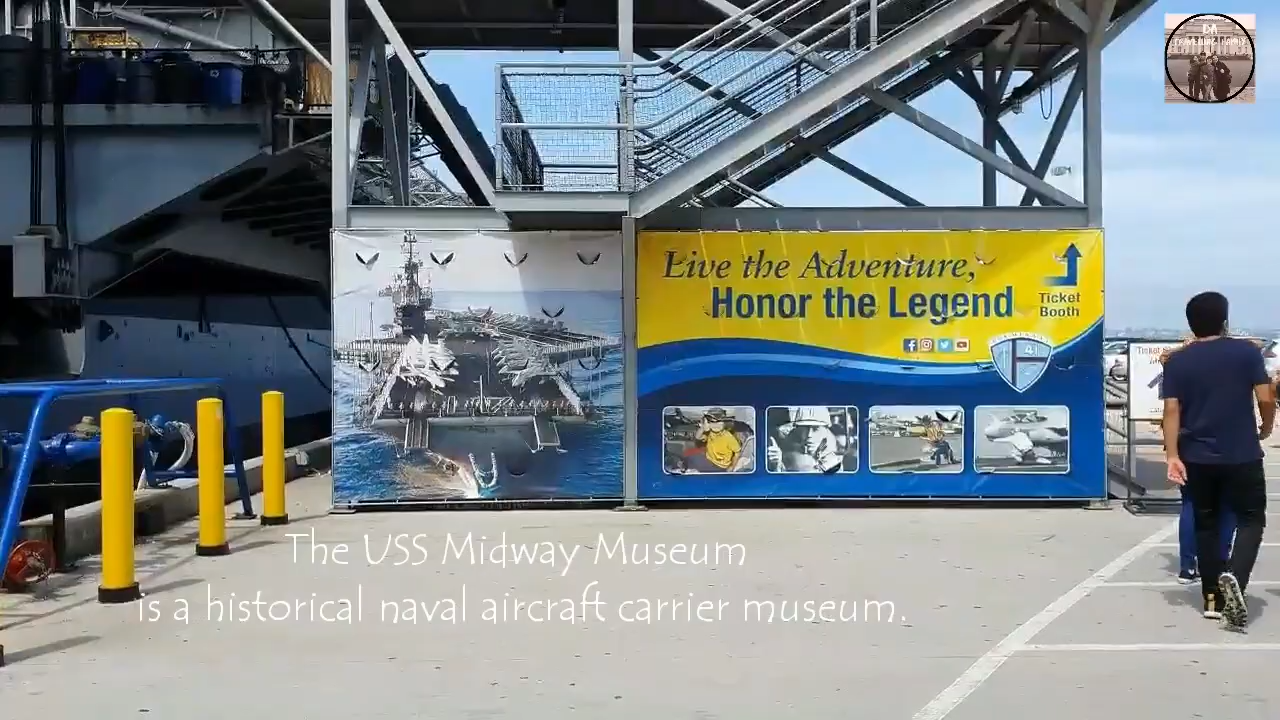 Live the Adventure,
Honor the Legend
Ticket
Booth
41
The USS Midway Museum
is a historical naval aircraft carrier museum.